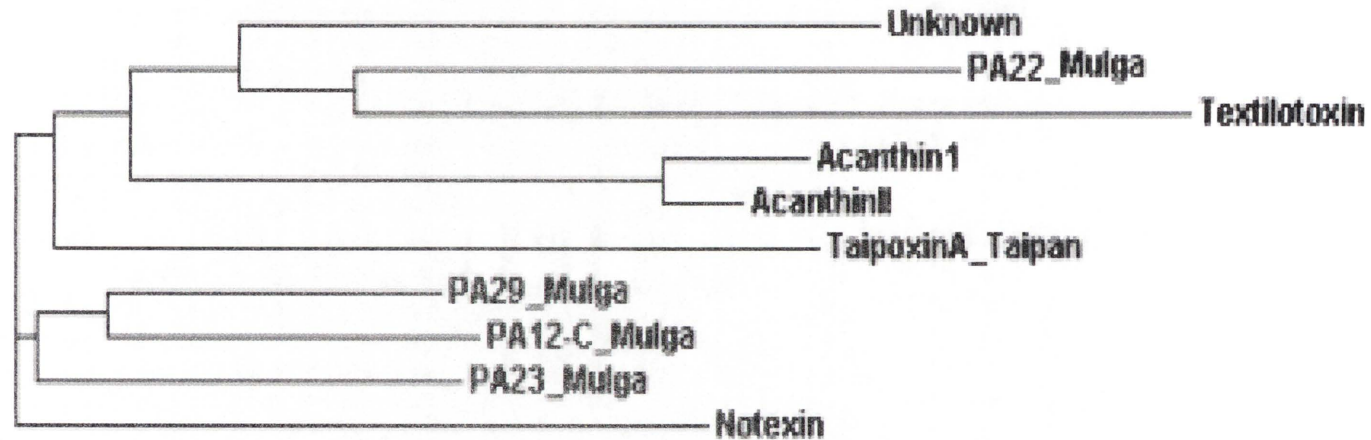 Unknown
PA22_Mulga
Textilotoxin
Acanthin1
AcanthinII
TaipoxinA_Taipan
PA29_Mulga
PA12-C_Mulga
PA23_Mulga
Notexin